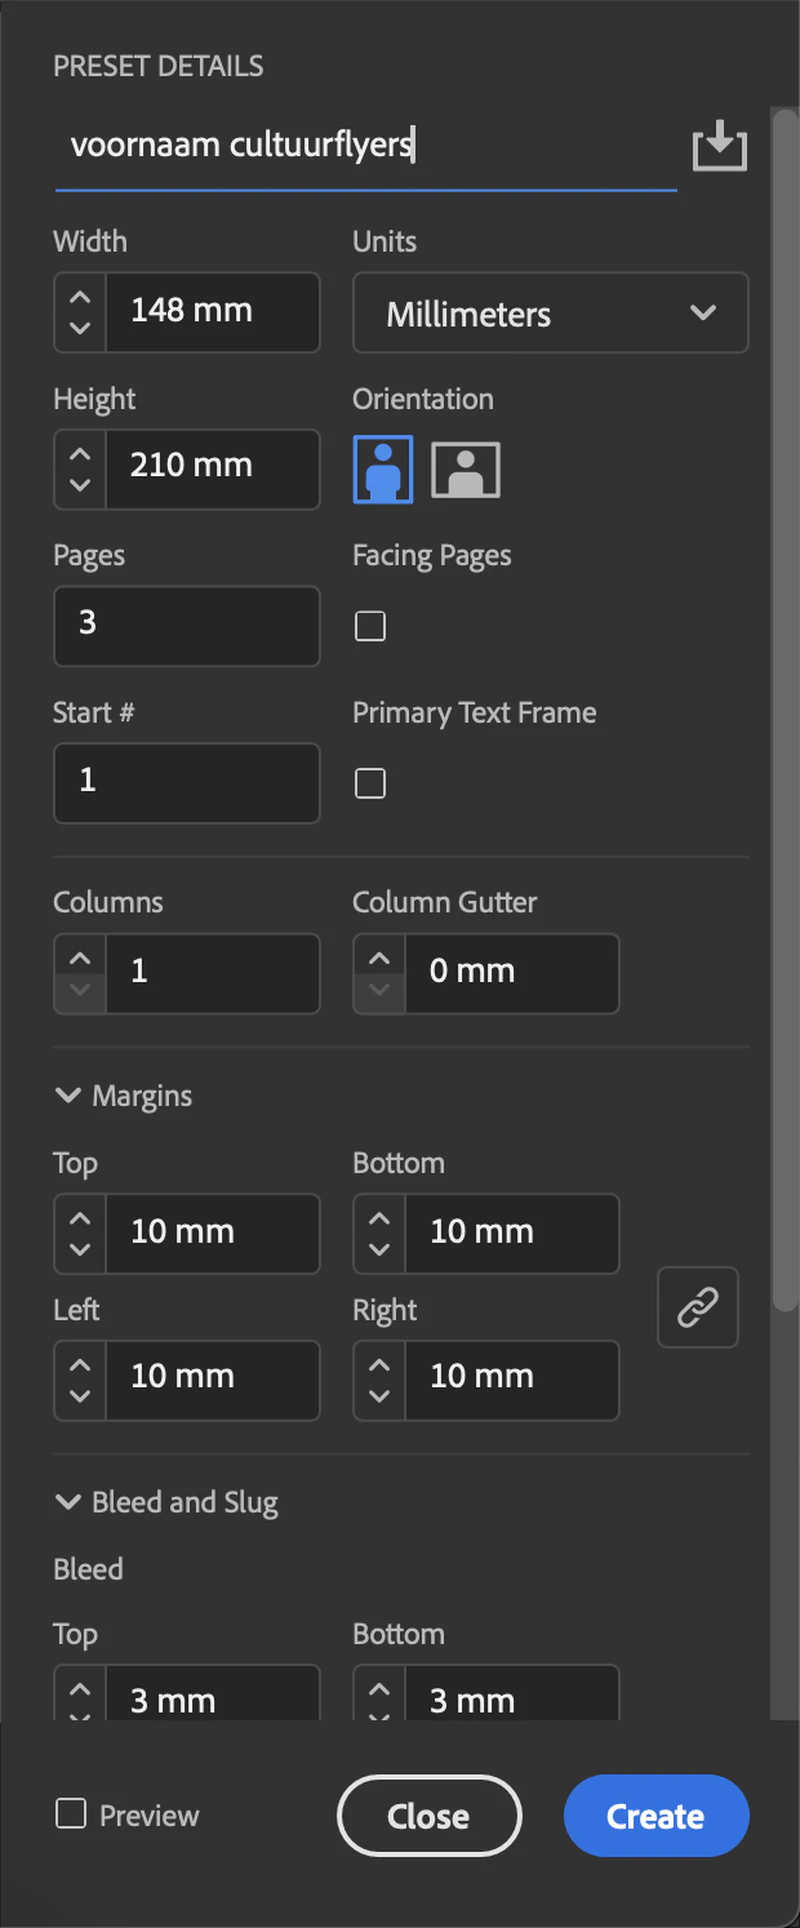 PRESET DETAILS
voornaam cultuurflyers
Width Units
148 mm Millimeters
Height Orientation
210 mm
Pages Facing Pages
3
Start # Primary Text Frame
1
Columns Column Gutter
1 0 mm
Margins
Top Bottom
10 mm 10 mm
Left Right
10 mm 10 mm
Bleed and Slug
Bleed
Top Bottom
3 mm 3 mm
Preview Close Create